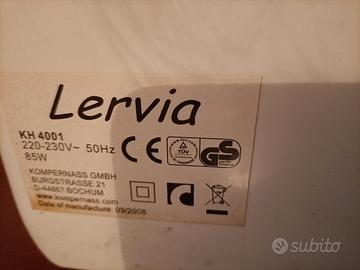 Lervia
KH 4001
220-230V~ 50Hz
85W
CE
TÜV
GS
KOMPERNASS GMBH
BURGSTRASSE 21
D-44867 BOCHUM
www.kompernass.com
Date of manufacture: 03/2008
subito